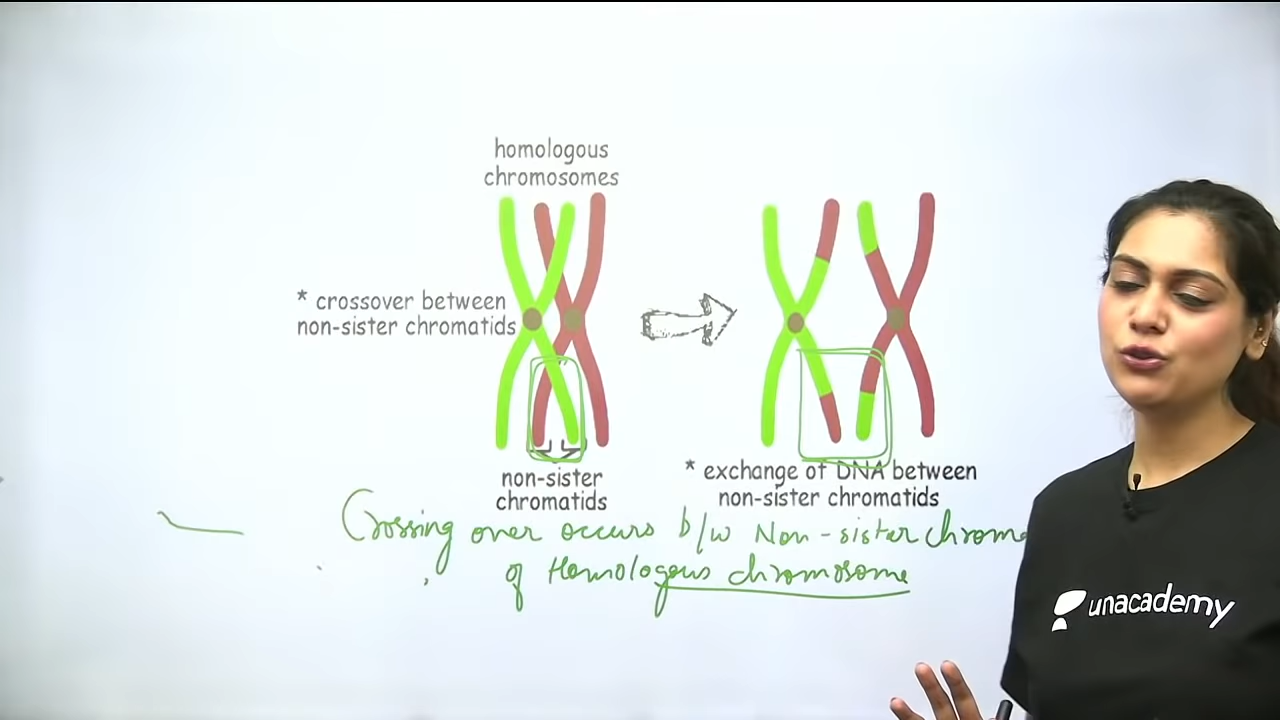 homologous
chromosomes
* crossover between
non-sister chromatids
non-sister
chromatids
* exchange of DNA between
non-sister chromatids
Crossing over occurs b/w Non-sister chroma
of Homologous chromosome
unacademy